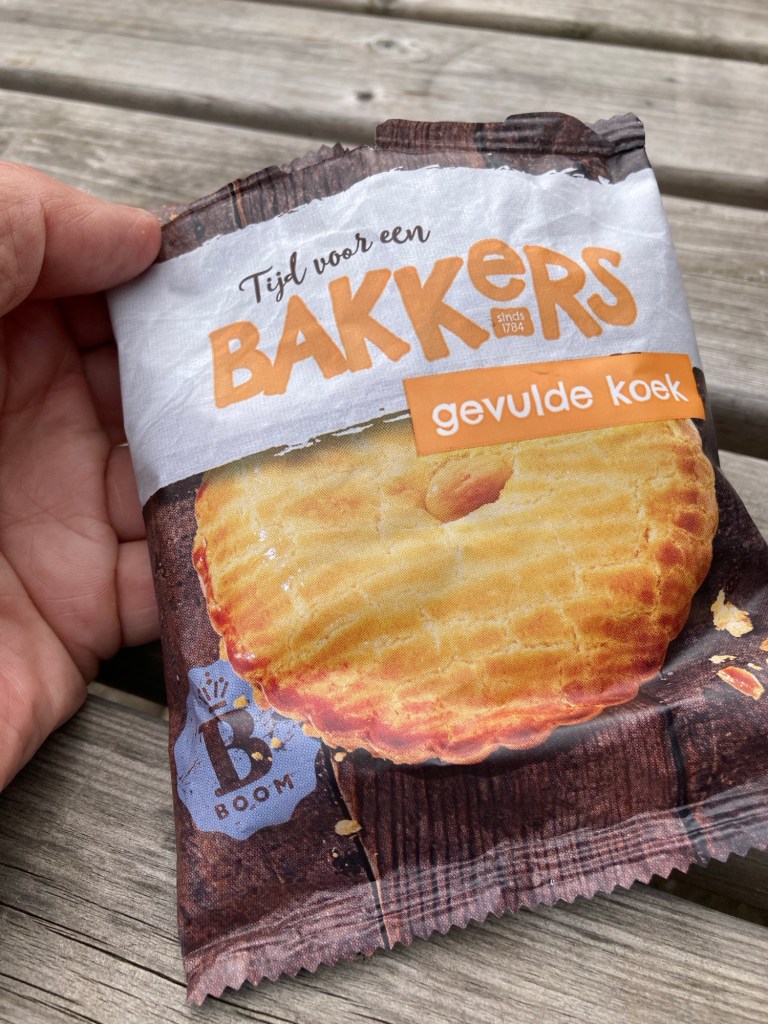 Tijd voor een
BAKKeRS
sinds
1784
gevulde koek
B
BOOM